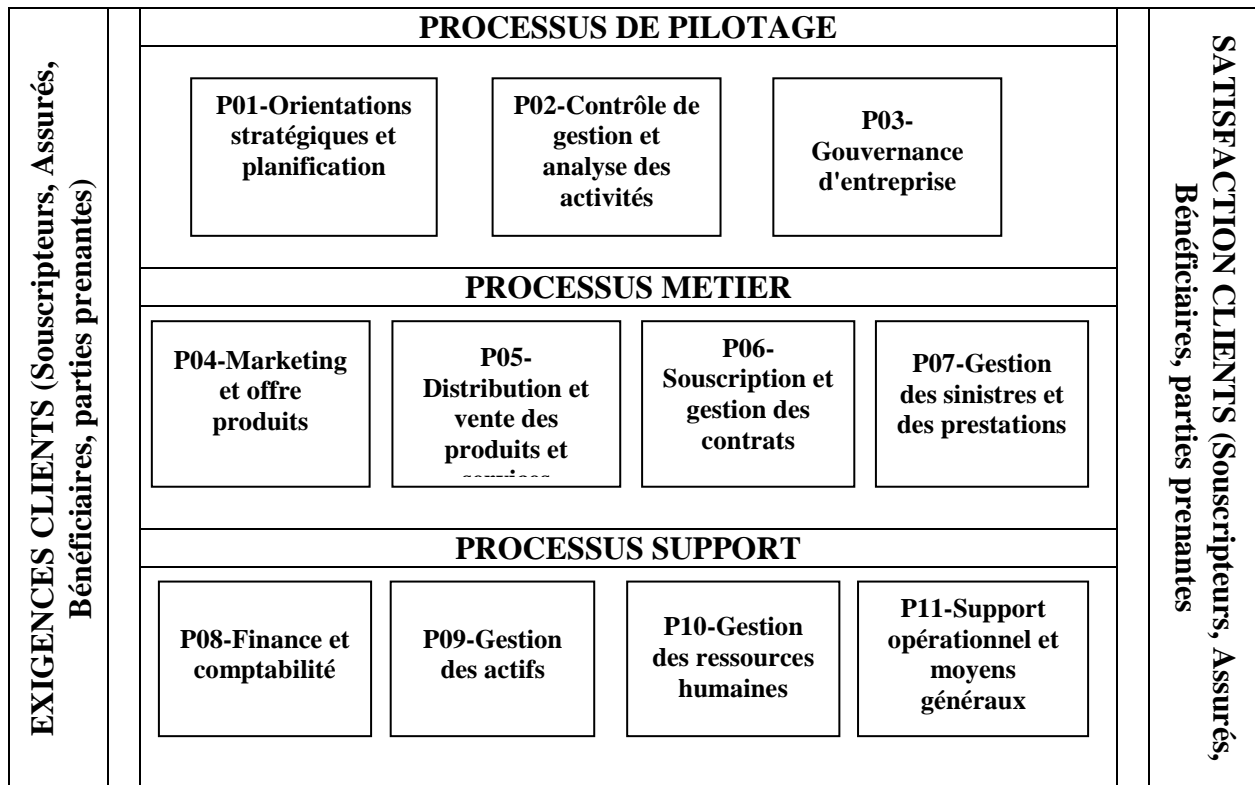 EXIGENCES CLIENTS (Souscripteurs, Assurés,
Bénéficiaires, parties prenantes)
PROCESSUS DE PILOTAGE
P01-Orientations
stratégiques et
planification
P02-Contrôle de
gestion et
analyse des
activités
P03-
Gouvernance
d'entreprise
PROCESSUS METIER
P04-Marketing
et offre
produits
P05-
Distribution et
vente des
produits et
P06-
Souscription et
gestion des
contrats
P07-Gestion
des sinistres et
des prestations
PROCESSUS SUPPORT
P08-Finance et
comptabilité
P09-Gestion
des actifs
P10-Gestion
des ressources
humaines
P11-Support
opérationnel et
moyens
généraux
SATISFACTION CLIENTS (Souscripteurs, Assurés,
Bénéficiaires, parties prenantes